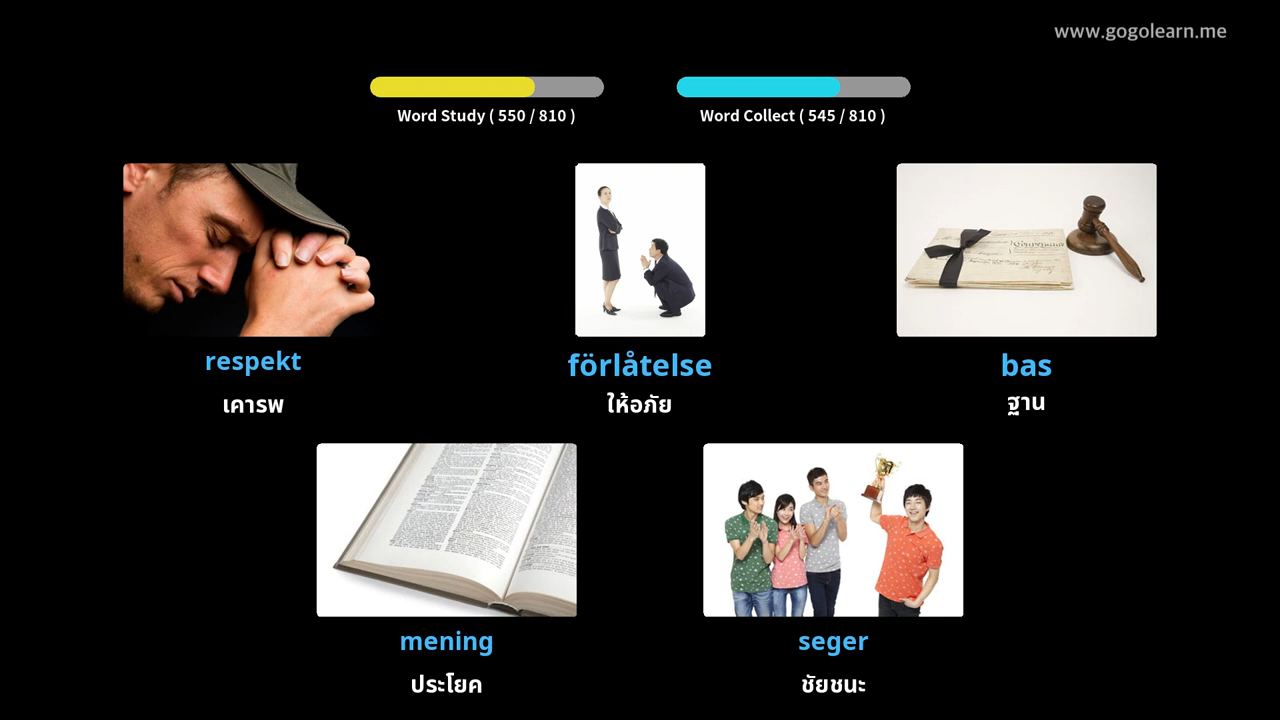 www.gogolearn.me
Word Study ( 550 / 810 )
Word Collect ( 545 / 810 )
respekt
เคารพ
förlåtelse
ให้อภัย
bas
ฐาน
mening
ประโยค
seger
ชัยชนะ